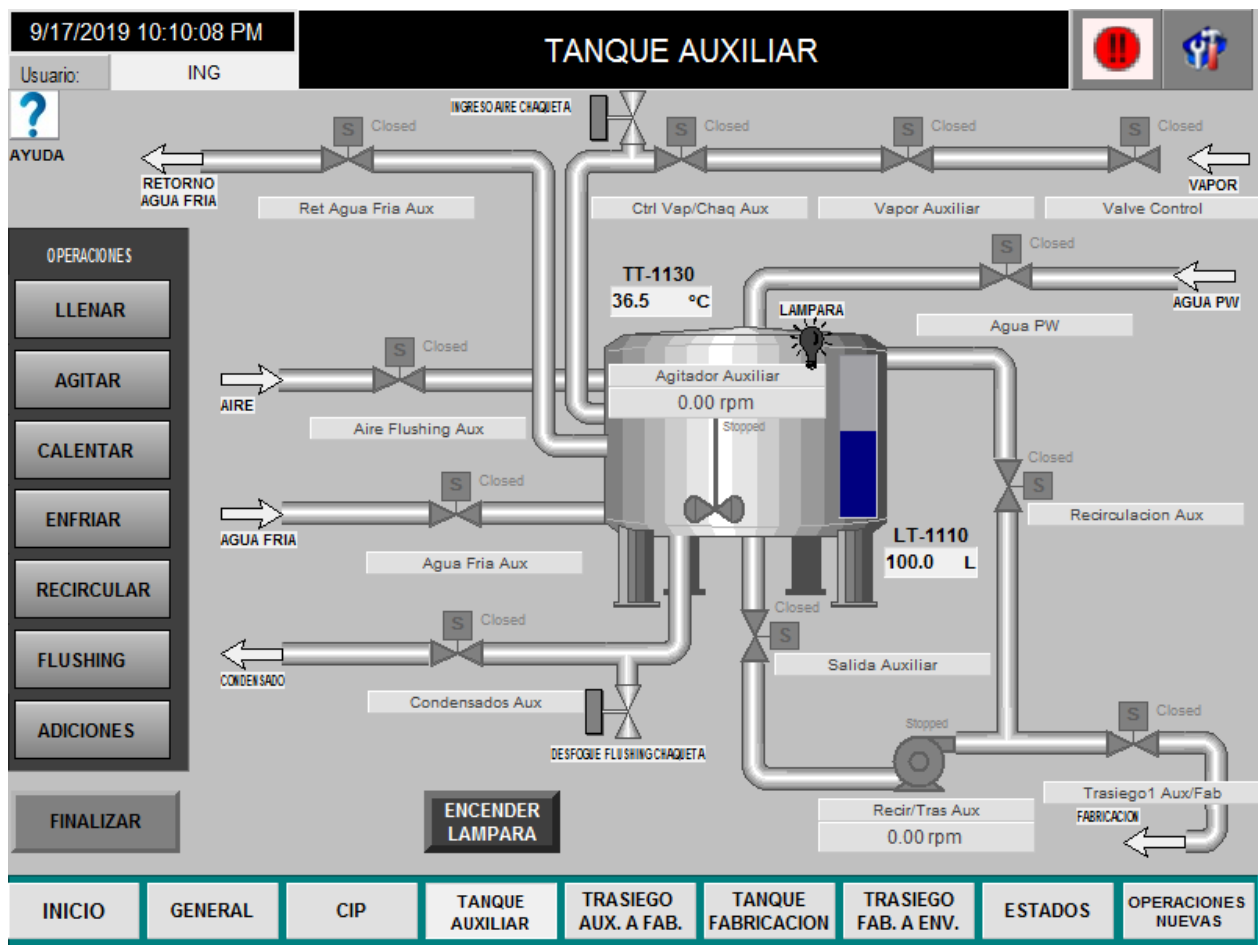 9/17/2019 10:10:08 PM
TANQUE AUXILIAR
!!
Usuario:
ING
?
AYUDA
INGRESO AIRE CHAQUETA
S Closed
S Closed
S Closed
S Closed
RETORNO
AGUA FRIA
VAPOR
Ret Agua Fria Aux
Ctrl Vap/Chaq Aux
Vapor Auxiliar
Valve Control
OPERACIONES
LLENAR
AGITAR
CALENTAR
ENFRIAR
RECIRCULAR
FLUSHING
ADICIONES
FINALIZAR
S Closed
AGUA PW
Agua PW
TT-1130
36.5 ºC
LAMPARA
S Closed
AIRE
Aire Flushing Aux
Agitador Auxiliar
0.00 rpm
Stopped
S Closed
AGUA FRIA
Agua Fria Aux
Closed
S
Recirculacion Aux
LT-1110
100.0 L
S Closed
CONDENSADO
Condensados Aux
DESFOGUE FLUSHING CHAQUETA
Closed
S
Salida Auxiliar
Stopped
Recir/Tras Aux
0.00 rpm
S Closed
Trasiego1 Aux/Fab
FABRICACION
ENCENDER
LAMPARA
INICIO
GENERAL
CIP
TANQUE
AUXILIAR
TRASIEGO
AUX. A FAB.
TANQUE
FABRICACION
TRASIEGO
FAB. A ENV.
ESTADOS
OPERACIONES
NUEVAS